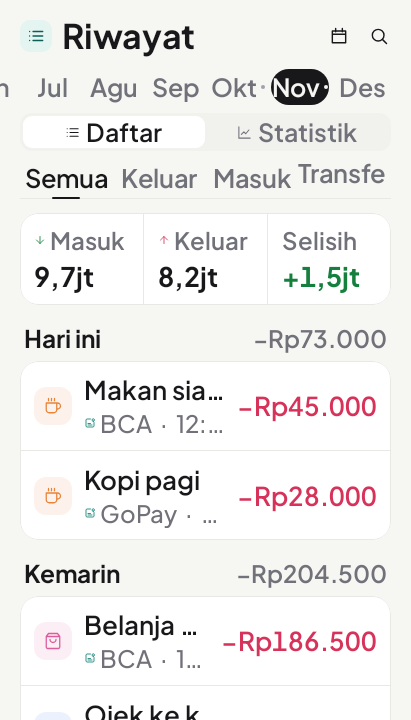 Riwayat
Jul Agu Sep Okt Nov Des
Daftar Statistik
Semua Keluar Masuk Transfe
Masuk Keluar Selisih
9,7jt 8,2jt +1,5jt
Hari ini −Rp73.000
Makan sia... −Rp45.000
BCA · 12:...
Kopi pagi −Rp28.000
GoPay · ...
Kemarin −Rp204.500
Belanja ... −Rp186.500
BCA · 1...
Ojek ke k